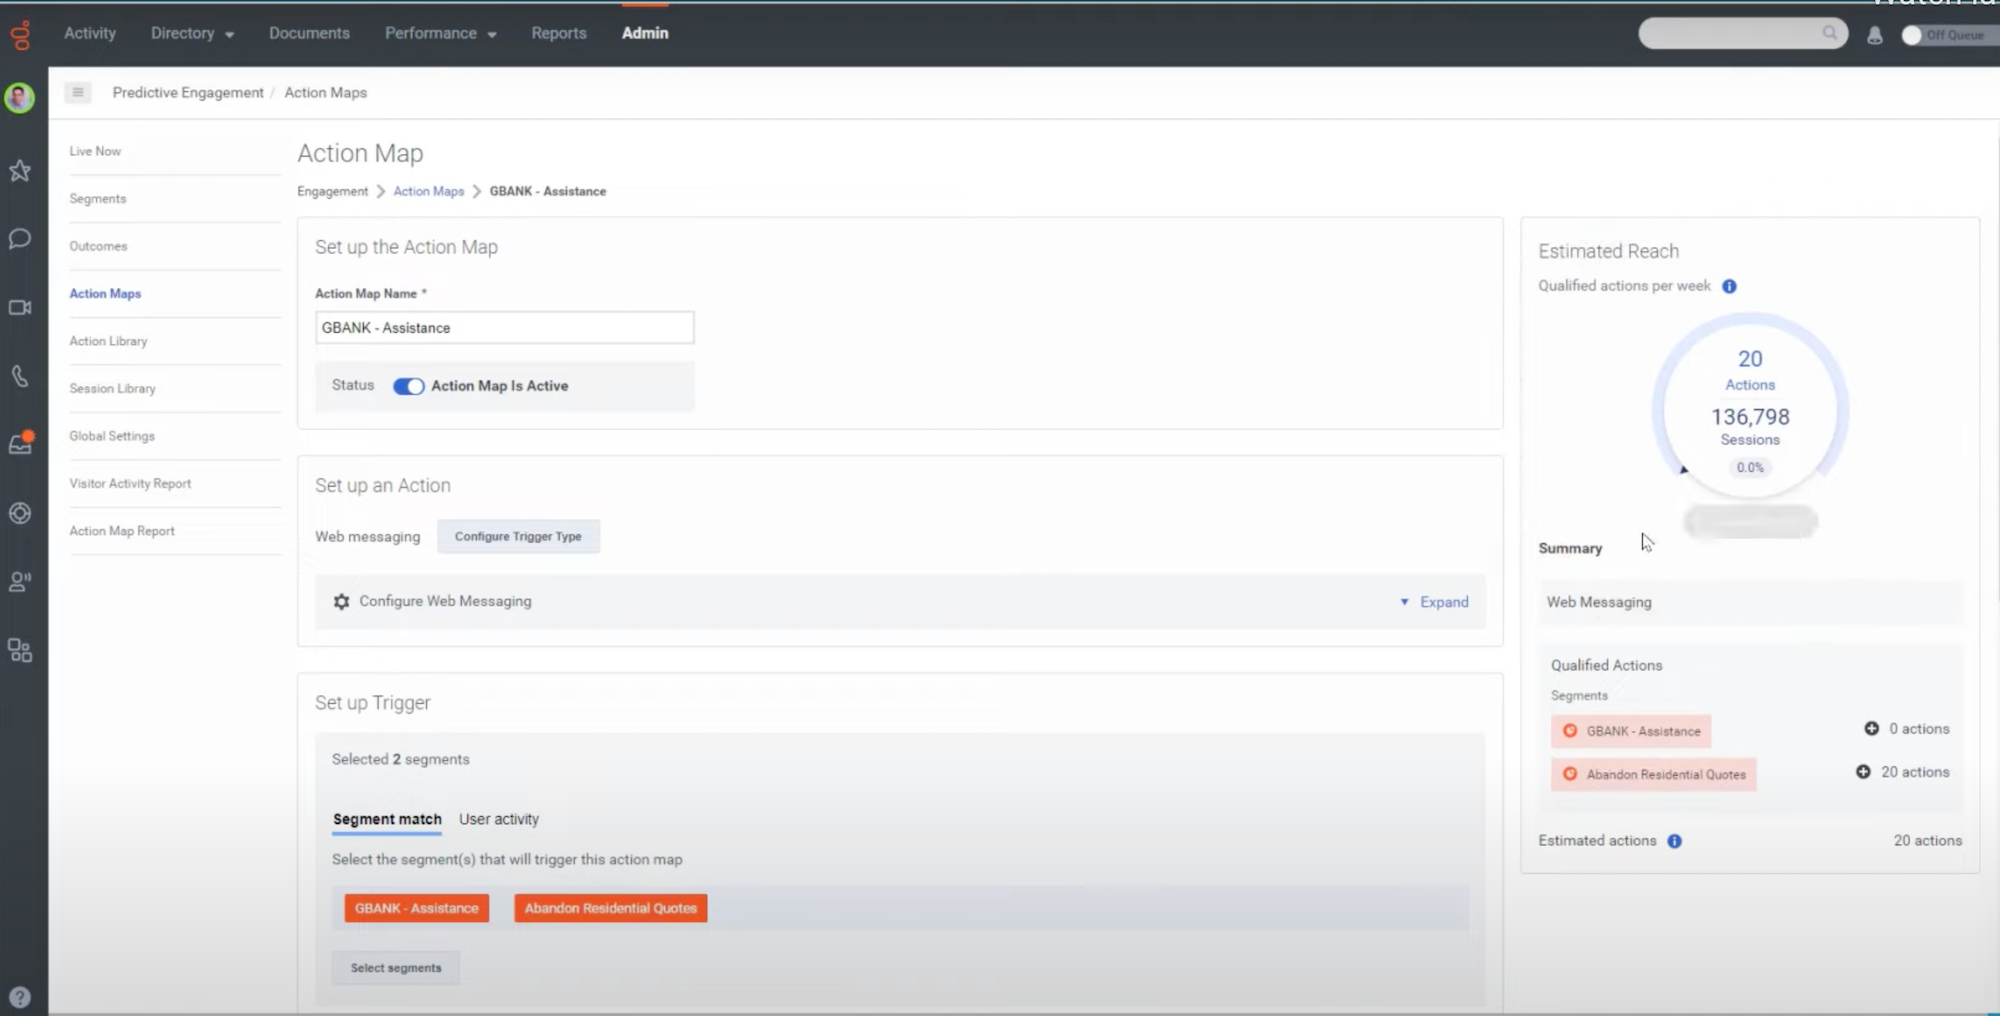 Activity Directory Documents Performance Reports Admin Off Queue
Predictive Engagement / Action Maps
Live Now
Segments
Outcomes
Action Maps
Action Library
Session Library
Global Settings
Visitor Activity Report
Action Map Report
Action Map
Engagement > Action Maps > GBANK - Assistance
Set up the Action Map
Action Map Name *
GBANK - Assistance
Status Action Map Is Active
Set up an Action
Web messaging Configure Trigger Type
Configure Web Messaging Expand
Set up Trigger
Selected 2 segments
Segment match User activity
Select the segment(s) that will trigger this action map
GBANK - Assistance Abandon Residential Quotes
Select segments
Estimated Reach
Qualified actions per week
20
Actions
136,798
Sessions
0.0%
Summary
Web Messaging
Qualified Actions
Segments
GBANK - Assistance 0 actions
Abandon Residential Quotes 20 actions
Estimated actions 20 actions